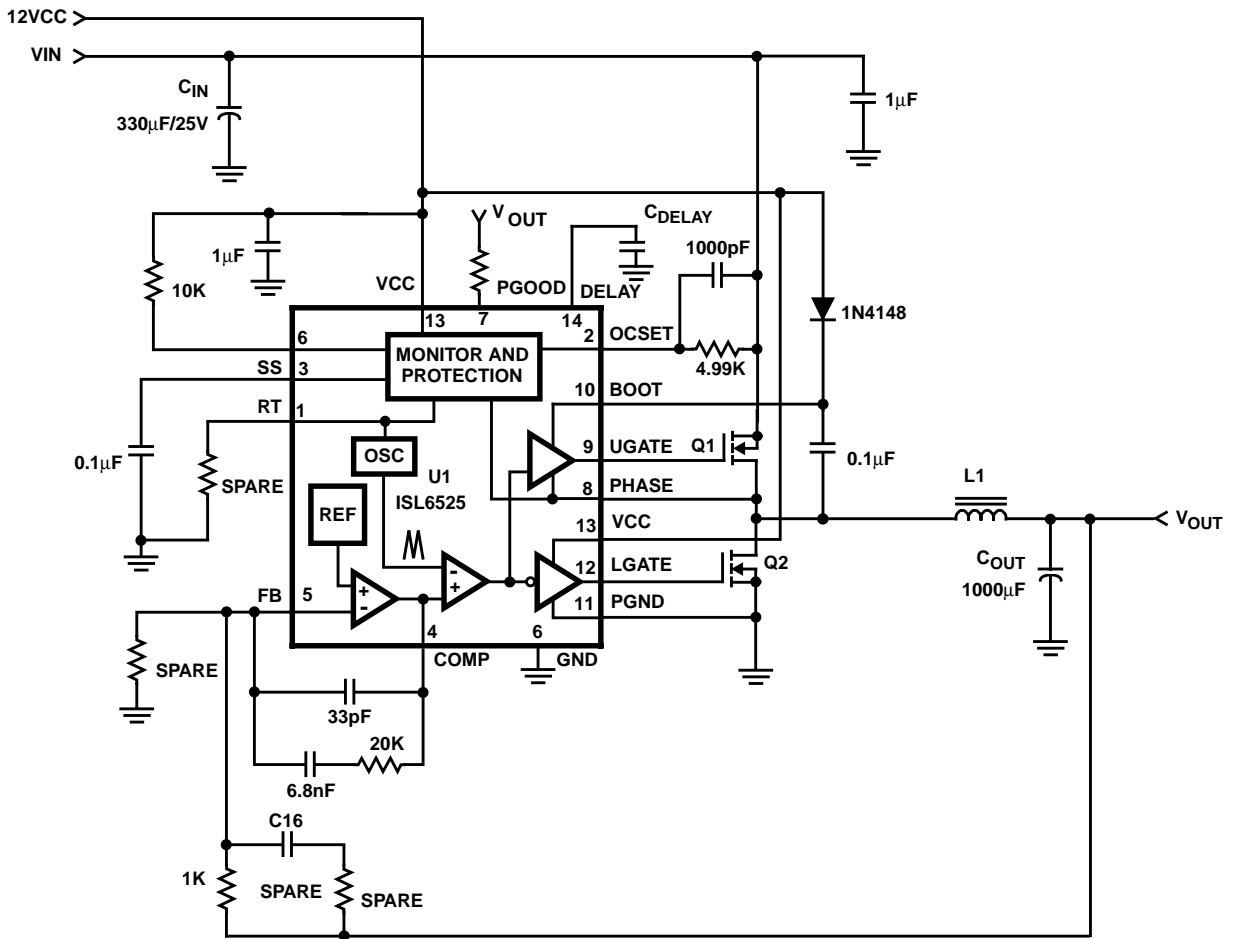 12VCC
VIN
CIN
330μF/25V
1μF
VOUT
CDELAY
1000pF
1μF
10K
VCC
PGOOD
DELAY
13
7
14
2
OCSET
1N4148
6
MONITOR AND
PROTECTION
4.99K
SS
3
10
BOOT
RT
1
9
UGATE
Q1
0.1μF
OSC
0.1μF
SPARE
U1
ISL6525
8
PHASE
L1
REF
13
VCC
VOUT
12
LGATE
Q2
COUT
1000μF
FB
5
+
-
-
+
11
PGND
4
6
COMP
GND
SPARE
33pF
20K
6.8nF
C16
1K
SPARE
SPARE